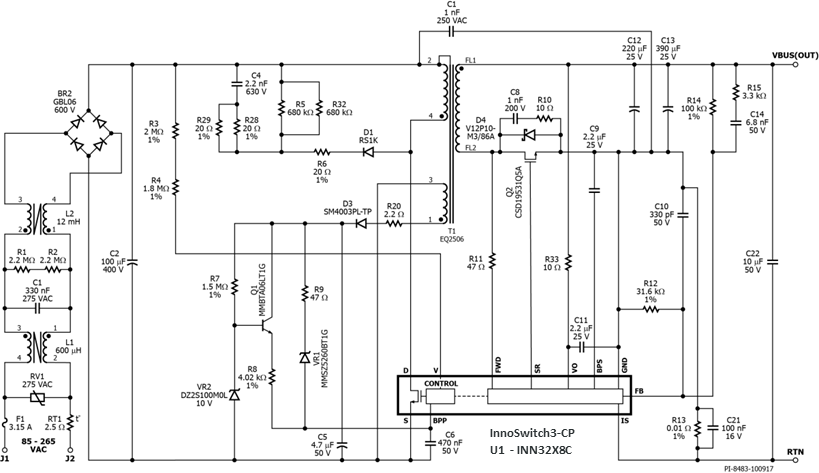 C1
1 nF
250 VAC
C12
220 µF
25 V
C13
390 µF
25 V
VBUS(OUT)
BR2
GBL06
600 V
C4
2.2 nF
630 V
2
FL1
R3
2 MΩ
1%
R29
20 Ω
1%
R28
20 Ω
1%
R5
680 kΩ
R32
680 kΩ
4
C8
1 nF
200 V
R10
10 Ω
D4
V12P10-
M3/86A
C9
2.2 µF
25 V
R14
100 kΩ
1%
R15
3.3 kΩ
C14
6.8 nF
50 V
D1
RS1K
R6
20 Ω
1%
FL2
R4
1.8 MΩ
1%
3
D3
SM4003PL-TP
R20
2.2 Ω
1
T1
EQ2506
Q2
CSD19531Q5A
C10
330 pF
50 V
3
4
L2
12 mH
2
1
R1
2.2 MΩ
R2
2.2 MΩ
C2
100 µF
400 V
C1
330 nF
275 VAC
R7
1.5 MΩ
1%
Q1
MMBTA06LT1G
R9
47 Ω
R11
47 Ω
R33
10 Ω
R12
31.6 kΩ
1%
C22
10 µF
50 V
3
1
L1
600 µH
4
2
C11
2.2 µF
25 V
RV1
275 VAC
VR2
DZ2S100M0L
10 V
R8
4.02 kΩ
1%
VR1
MMSZ5260BT1G
D
V
FWD
SR
VO
BPS
GND
CONTROL
FB
S
BPP
IS
F1
3.15 A
RT1
2.5 Ω
t°
85 - 265
VAC
J1
J2
C5
4.7 µF
50 V
C6
470 nF
50 V
InnoSwitch3-CP
U1 - INN32X8C
R13
0.01 Ω
1%
C21
100 nF
16 V
RTN
PI-8483-100917